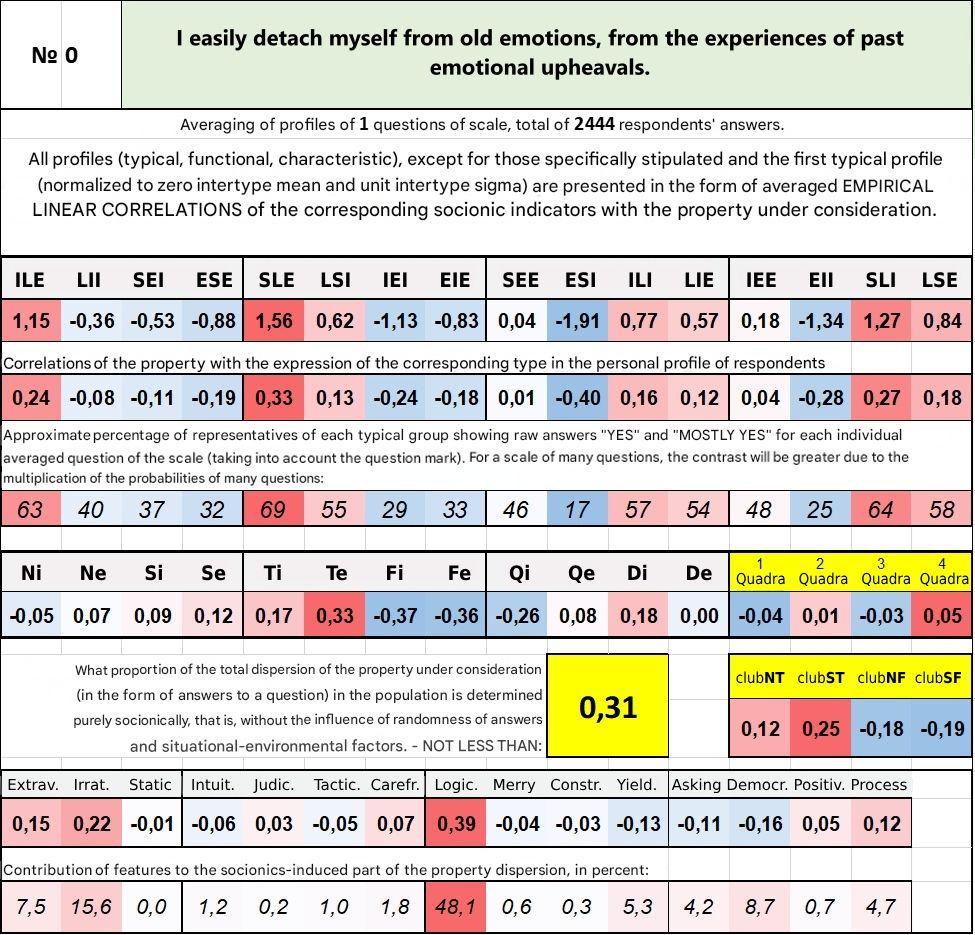 № 0
I easily detach myself from old emotions, from the experiences of past
emotional upheavals.
Averaging of profiles of 1 questions of scale, total of 2444 respondents' answers.
All profiles (typical, functional, characteristic), except for those specifically stipulated and the first typical profile
(normalized to zero intertype mean and unit intertype sigma) are presented in the form of averaged EMPIRICAL
LINEAR CORRELATIONS of the corresponding socionic indicators with the property under consideration.
ILE LII SEI ESE SLE LSI IEI EIE SEE ESI ILI LIE IEE EII SLI LSE
1,15 -0,36 -0,53 -0,88 1,56 0,62 -1,13 -0,83 0,04 -1,91 0,77 0,57 0,18 -1,34 1,27 0,84
Correlations of the property with the expression of the corresponding type in the personal profile of respondents
0,24 -0,08 -0,11 -0,19 0,33 0,13 -0,24 -0,18 0,01 -0,40 0,16 0,12 0,04 -0,28 0,27 0,18
Approximate percentage of representatives of each typical group showing raw answers "YES" and "MOSTLY YES" for each individual
averaged question of the scale (taking into account the question mark). For a scale of many questions, the contrast will be greater due to the
multiplication of the probabilities of many questions:
63 40 37 32 69 55 29 33 46 17 57 54 48 25 64 58
Ni Ne Si Se Ti Te Fi Fe Qi Qe Di De 1 Quadra 2 Quadra 3 Quadra 4 Quadra
-0,05 0,07 0,09 0,12 0,17 0,33 -0,37 -0,36 -0,26 0,08 0,18 0,00 -0,04 0,01 -0,03 0,05
What proportion of the total dispersion of the property under consideration
(in the form of answers to a question) in the population is determined
purely socionically, that is, without the influence of randomness of answers
and situational-environmental factors. - NOT LESS THAN:
0,31
clubNT clubST clubNF clubSF
0,12 0,25 -0,18 -0,19
Extrav. Irrat. Static Intuit. Judic. Tactic. Carefr. Logic. Merry Constr. Yield. Asking Democr. Positiv. Process
0,15 0,22 -0,01 -0,06 0,03 -0,05 0,07 0,39 -0,04 -0,03 -0,13 -0,11 -0,16 0,05 0,12
Contribution of features to the socionics-induced part of the property dispersion, in percent:
7,5 15,6 0,0 1,2 0,2 1,0 1,8 48,1 0,6 0,3 5,3 4,2 8,7 0,7 4,7